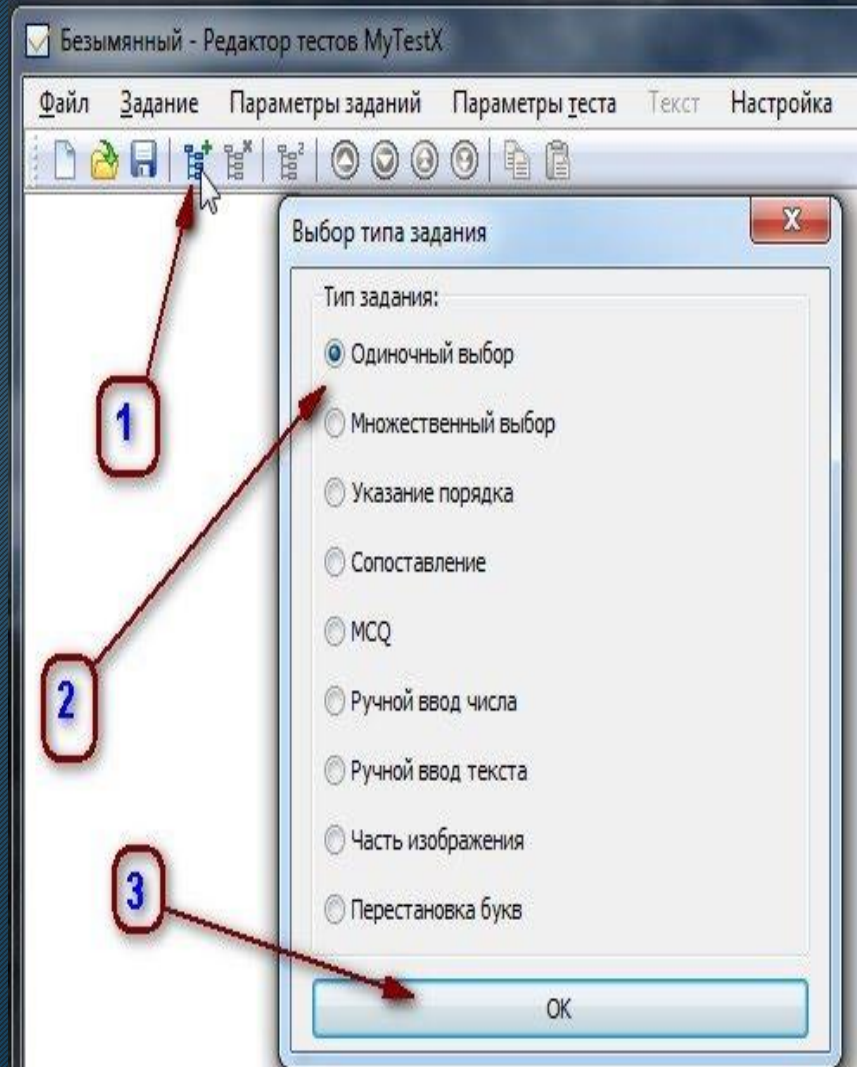 Безымянный - Редактор тестов MyTestX
Файл Задание Параметры заданий Параметры теста Текст Настройка
Выбор типа задания
Тип задания:
Одиночный выбор
1
Множественный выбор
Указание порядка
Сопоставление
MCQ
2
Ручной ввод числа
Ручной ввод текста
Часть изображения
3
Перестановка букв
OK